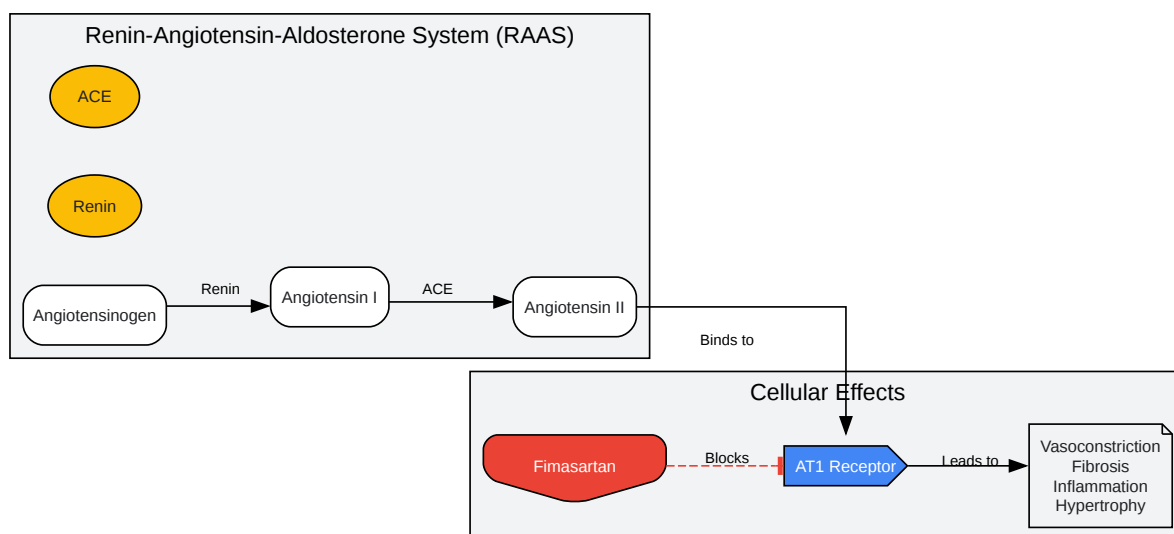 Renin-Angiotensin-Aldosterone System (RAAS)
ACE
Renin
Angiotensinogen
Renin
Angiotensin I
ACE
Angiotensin II
Binds to
Cellular Effects
Fimasartan
Blocks
AT1 Receptor
Leads to
Vasoconstriction
Fibrosis
Inflammation
Hypertrophy